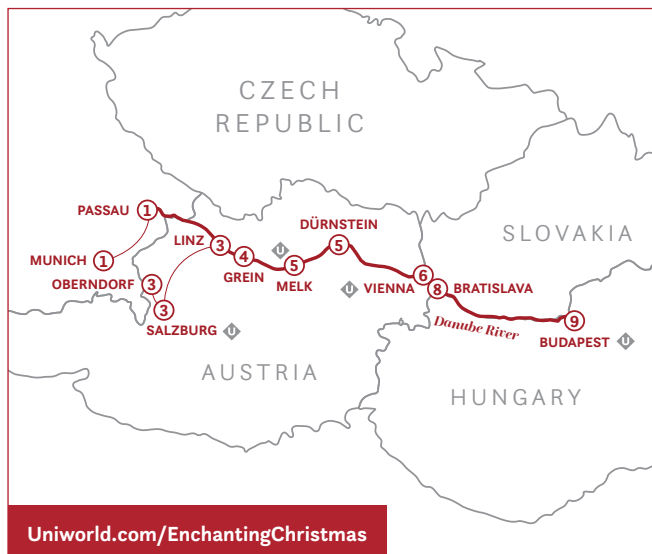 CZECH
REPUBLIC
PASSAU 1
DÜRNSTEIN
5
SLOVAKIA
LINZ 3
4
GREIN
MUNICH 1
U
5
MELK
OBERNDORF 3
VIENNA 6
U
8 BRATISLAVA
3
SALZBURG
U
Danube River
9
BUDAPEST
U
AUSTRIA
HUNGARY
Uniworld.com/EnchantingChristmas